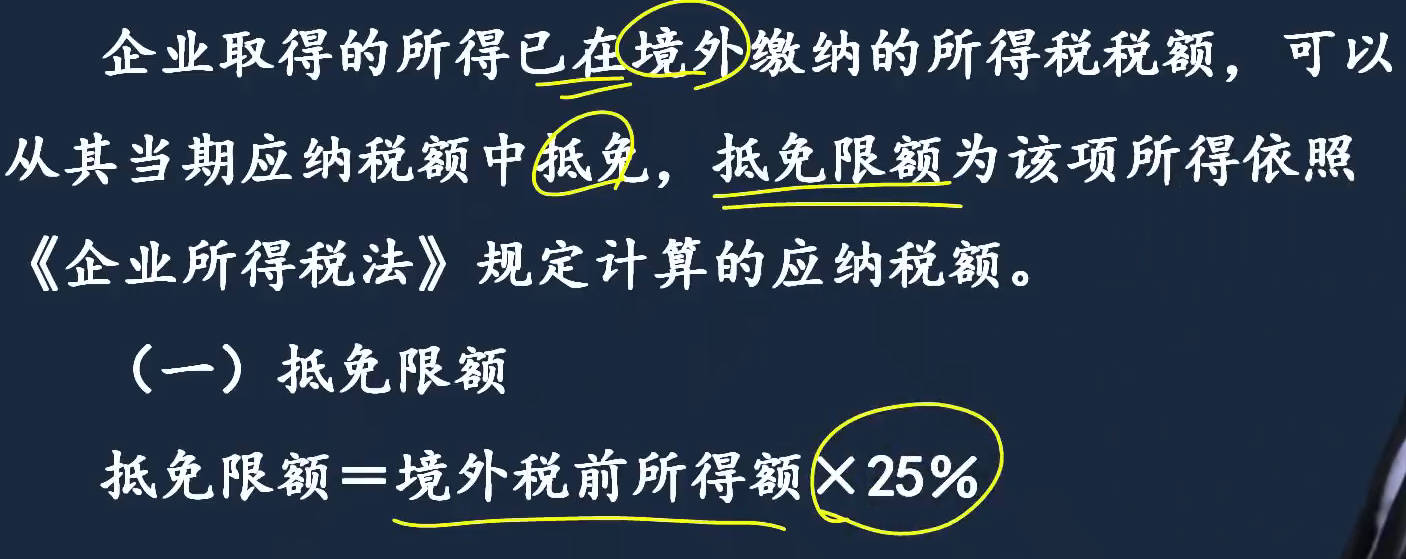 企业取得的所得已在境外缴纳的所得税税额，可以
从其当期应纳税额中抵免，抵免限额为该项所得依照
《企业所得税法》规定计算的应纳税额。
（一）抵免限额
抵免限额＝境外税前所得额×25%